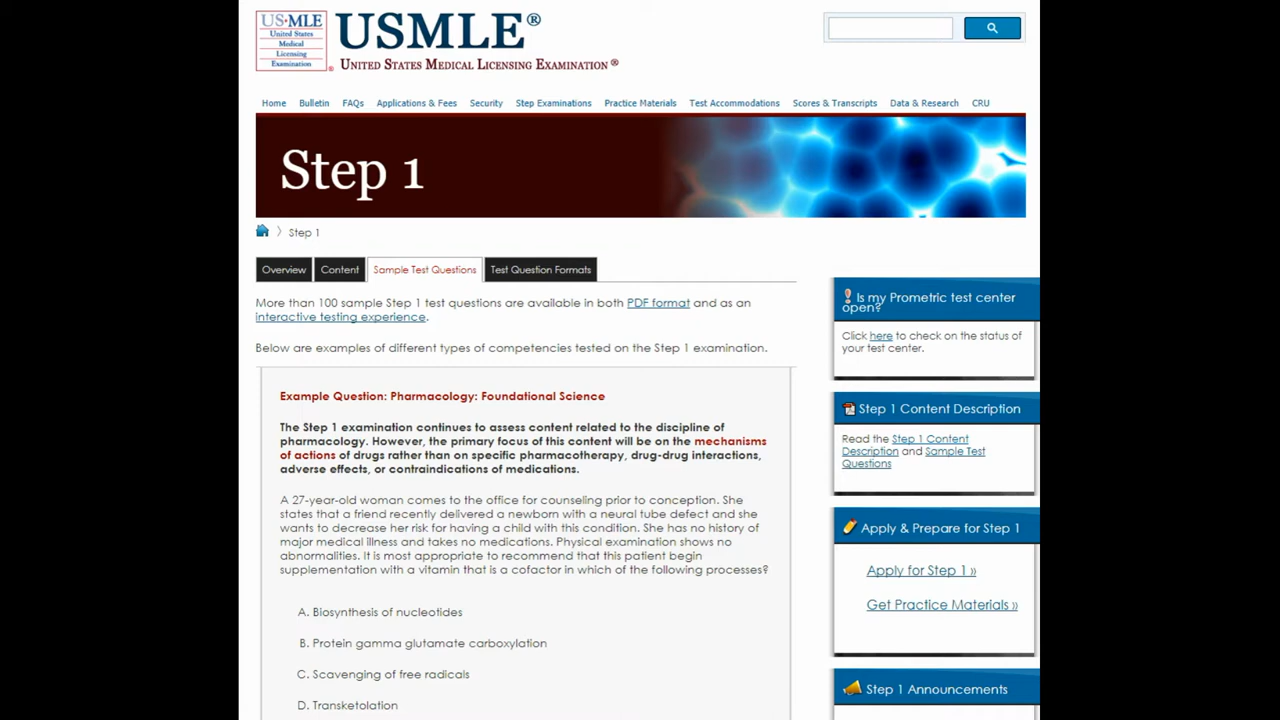 US·MLE
United States
Medical
Licensing
Examination
®
USMLE®
UNITED STATES MEDICAL LICENSING EXAMINATION ®
Home Bulletin FAQs Applications & Fees Security Step Examinations Practice Materials Test Accommodations Scores & Transcripts Data & Research CRU
Step 1
Step 1
Overview Content Sample Test Questions Test Question Formats
More than 100 sample Step 1 test questions are available in both PDF format and as an
interactive testing experience.
Below are examples of different types of competencies tested on the Step 1 examination.
Example Question: Pharmacology: Foundational Science
The Step 1 examination continues to assess content related to the discipline of
pharmacology. However, the primary focus of this content will be on the mechanisms
of actions of drugs rather than on specific pharmacotherapy, drug-drug interactions,
adverse effects, or contraindications of medications.
A 27-year-old woman comes to the office for counseling prior to conception. She
states that a friend recently delivered a newborn with a neural tube defect and she
wants to decrease her risk for having a child with this condition. She has no history of
major medical illness and takes no medications. Physical examination shows no
abnormalities. It is most appropriate to recommend that this patient begin
supplementation with a vitamin that is a cofactor in which of the following processes?
A. Biosynthesis of nucleotides
B. Protein gamma glutamate carboxylation
C. Scavenging of free radicals
D. Transketolation
Is my Prometric test center
open?
Click here to check on the status of
your test center.
Step 1 Content Description
Read the Step 1 Content
Description and Sample Test
Questions
Apply & Prepare for Step 1
Apply for Step 1 »
Get Practice Materials »
Step 1 Announcements